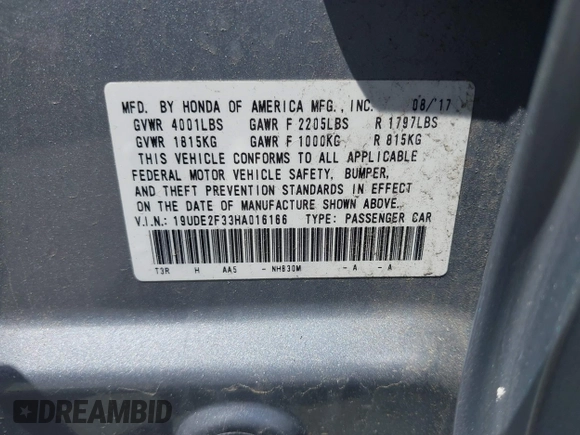 MFD. BY HONDA OF AMERICA MFG., INC. 08/17
GVWR 4001LBS GAWR F 2205LBS R 1797LBS
GVWR 1815KG GAWR F 1000KG R 815KG
THIS VEHICLE CONFORMS TO ALL APPLICABLE
FEDERAL MOTOR VEHICLE SAFETY, BUMPER,
AND THEFT PREVENTION STANDARDS IN EFFECT
ON THE DATE OF MANUFACTURE SHOWN ABOVE.
V.I.N.: 19UDE2F33HA016166 TYPE: PASSENGER CAR
T3R H AA5 - NH830M - A - A
DREAMBID